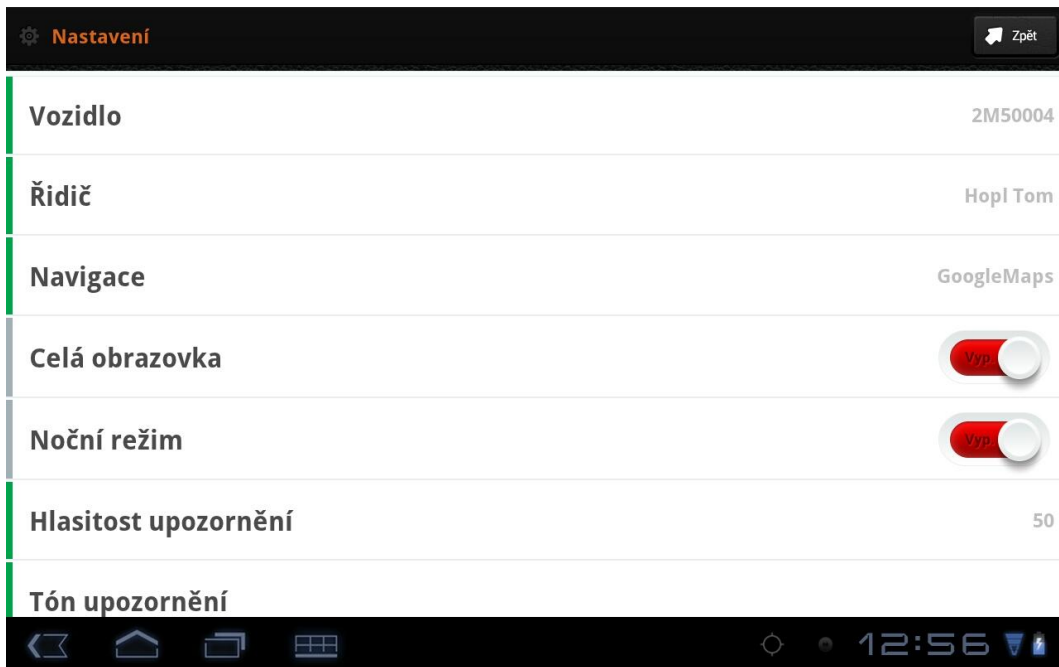 Nastavení
Zpět
Vozidlo 2M50004
Řidič Hopl Tom
Navigace GoogleMaps
Celá obrazovka Vyp.
Noční režim Vyp.
Hlasitost upozornění 50
Tón upozornění
12:56